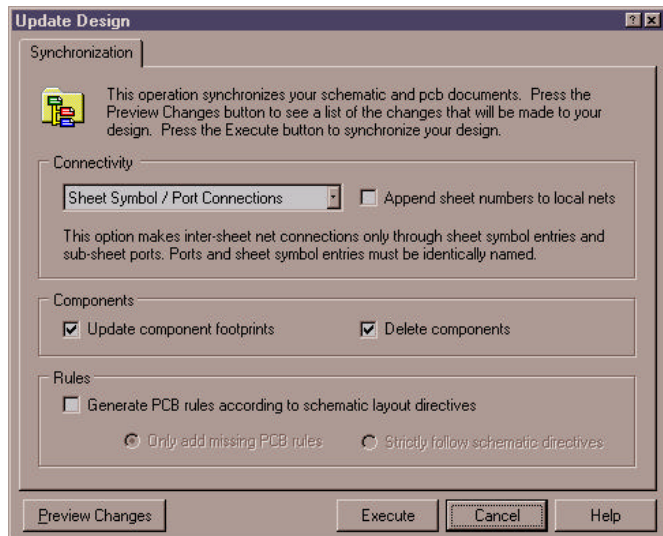 Update Design
Synchronization
This operation synchronizes your schematic and pcb documents. Press the
Preview Changes button to see a list of the changes that will be made to your
design. Press the Execute button to synchronize your design.
Connectivity
Sheet Symbol / Port Connections
Append sheet numbers to local nets
This option makes inter-sheet net connections only through sheet symbol entries and
sub-sheet ports. Ports and sheet symbol entries must be identically named.
Components
Update component footprints
Delete components
Rules
Generate PCB rules according to schematic layout directives
Only add missing PCB rules
Strictly follow schematic directives
Preview Changes
Execute
Cancel
Help